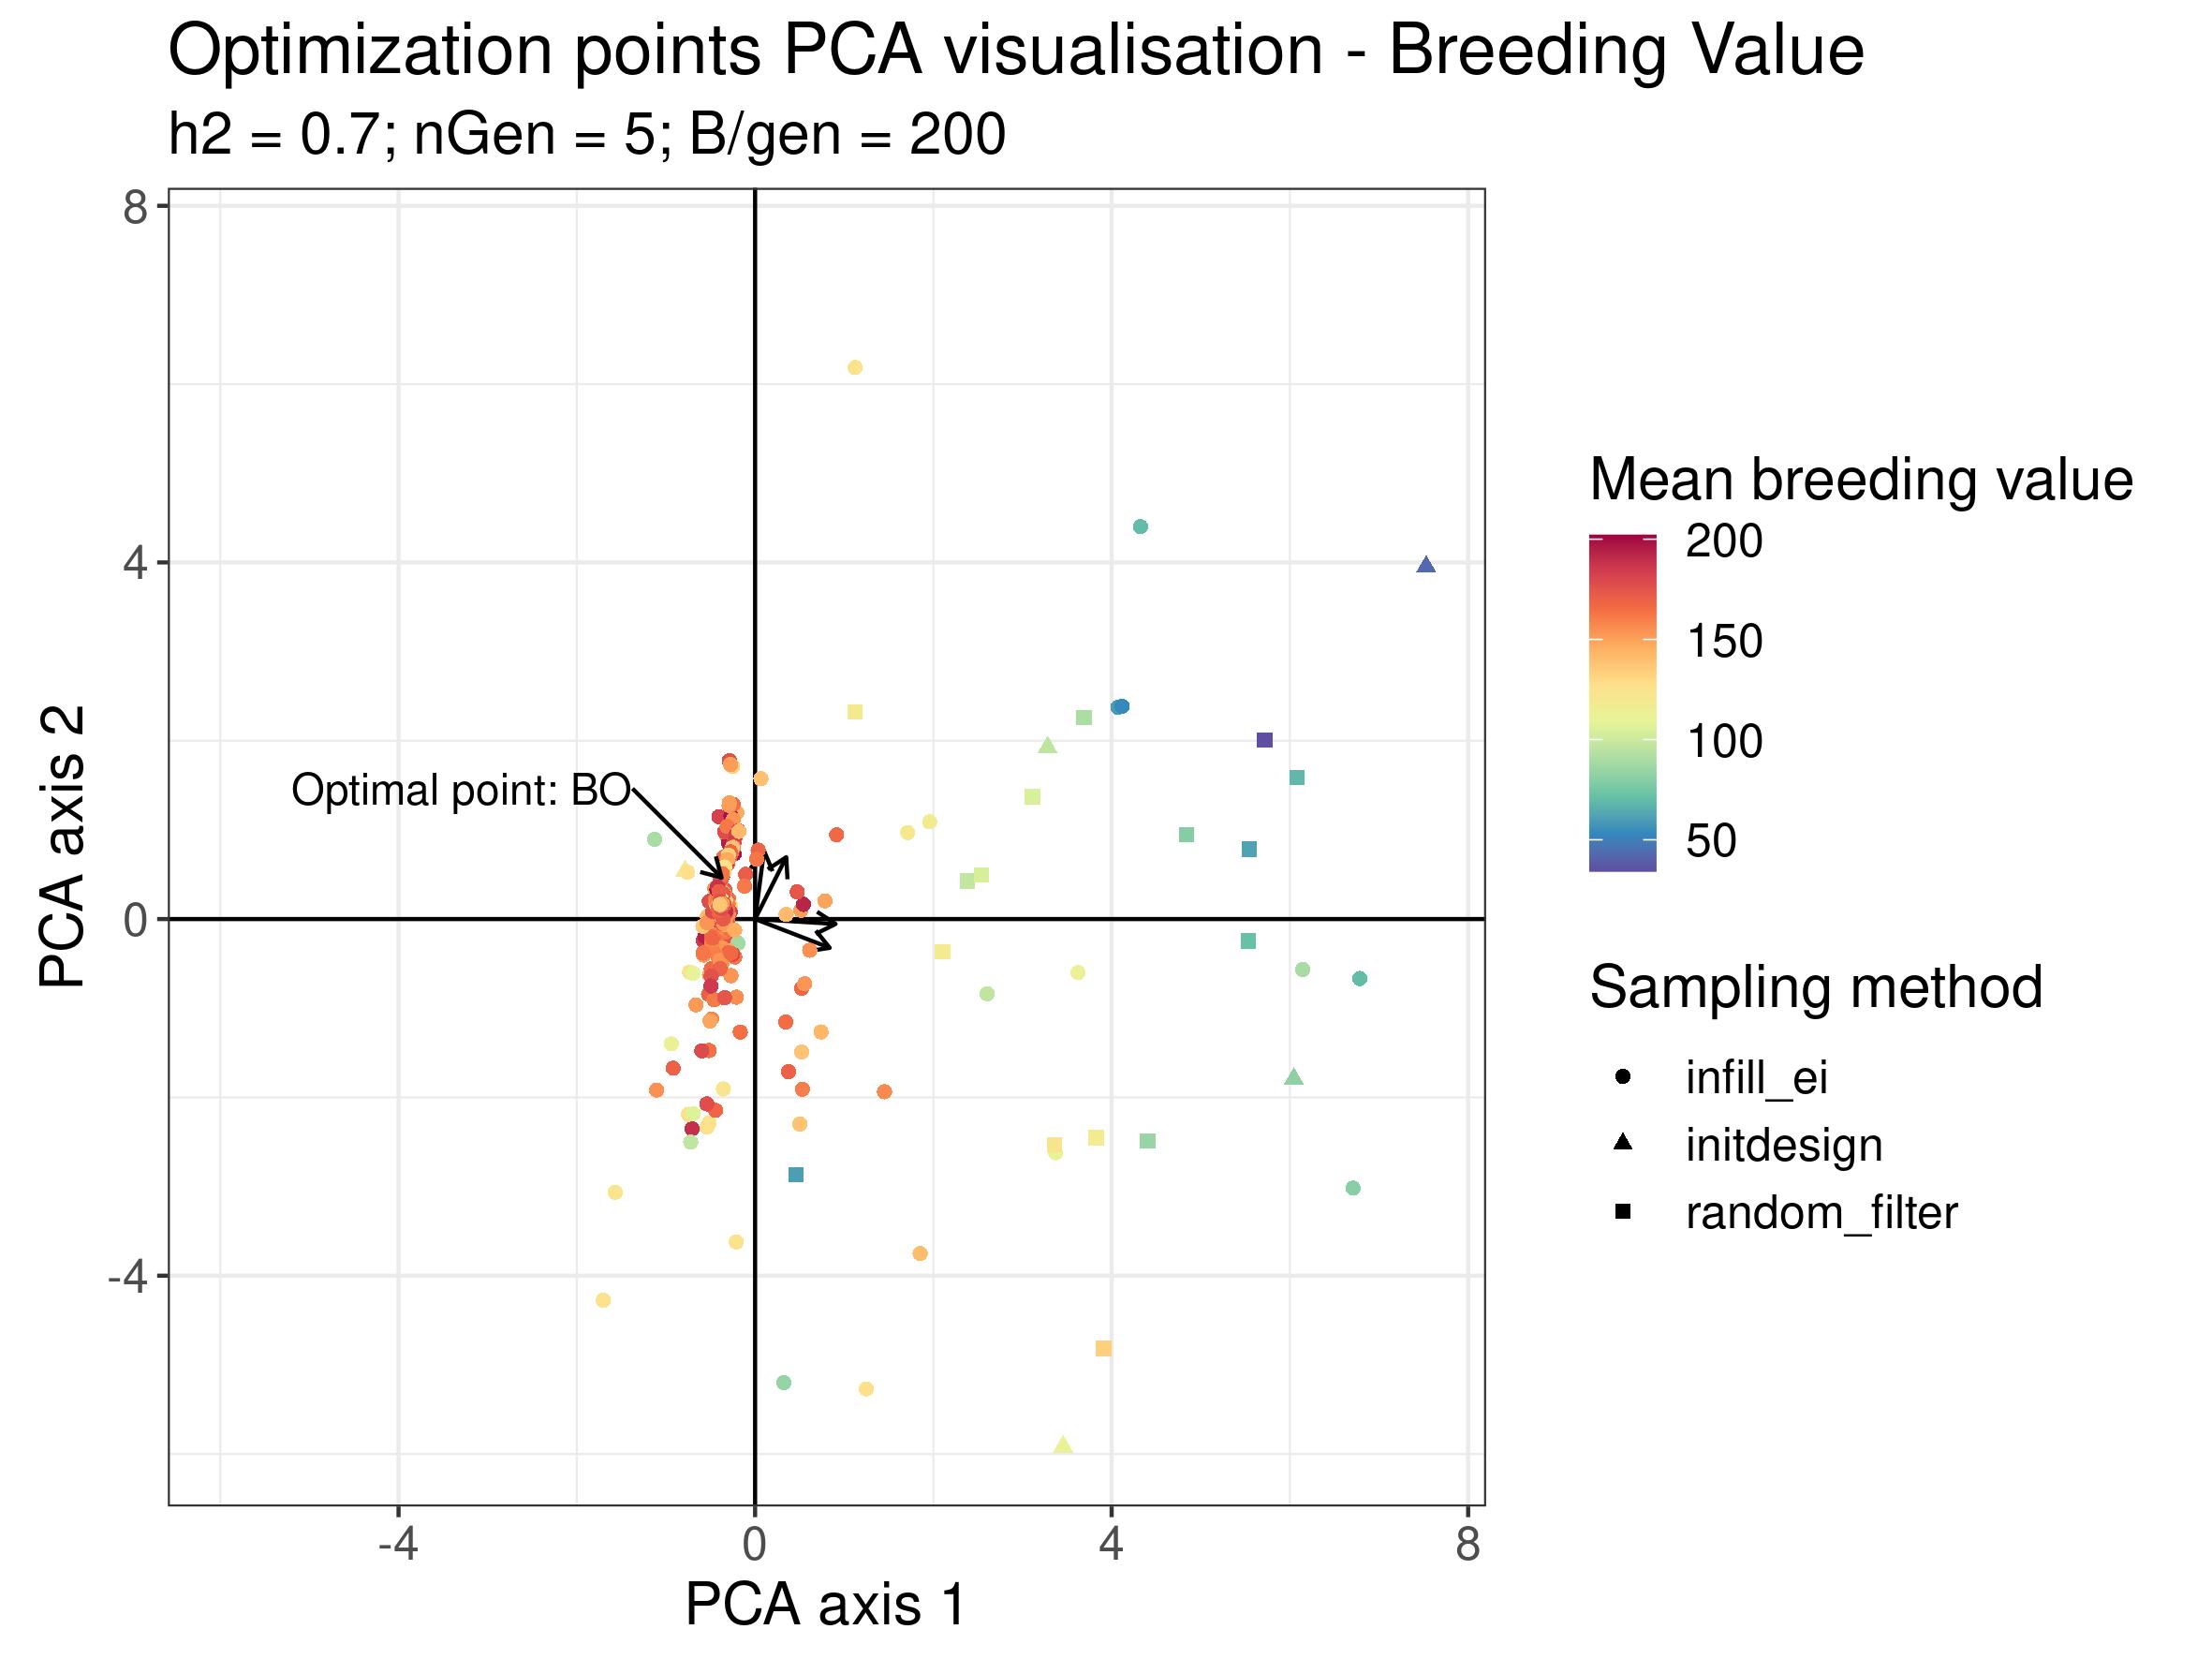 Optimization points PCA visualisation - Breeding Value
h2 = 0.7; nGen = 5; B/gen = 200
8
4
0
-4
PCA axis 2
Optimal point: BO
-4
0
4
8
PCA axis 1
Mean breeding value
200
150
100
50
Sampling method
infill_ei
initdesign
random_filter